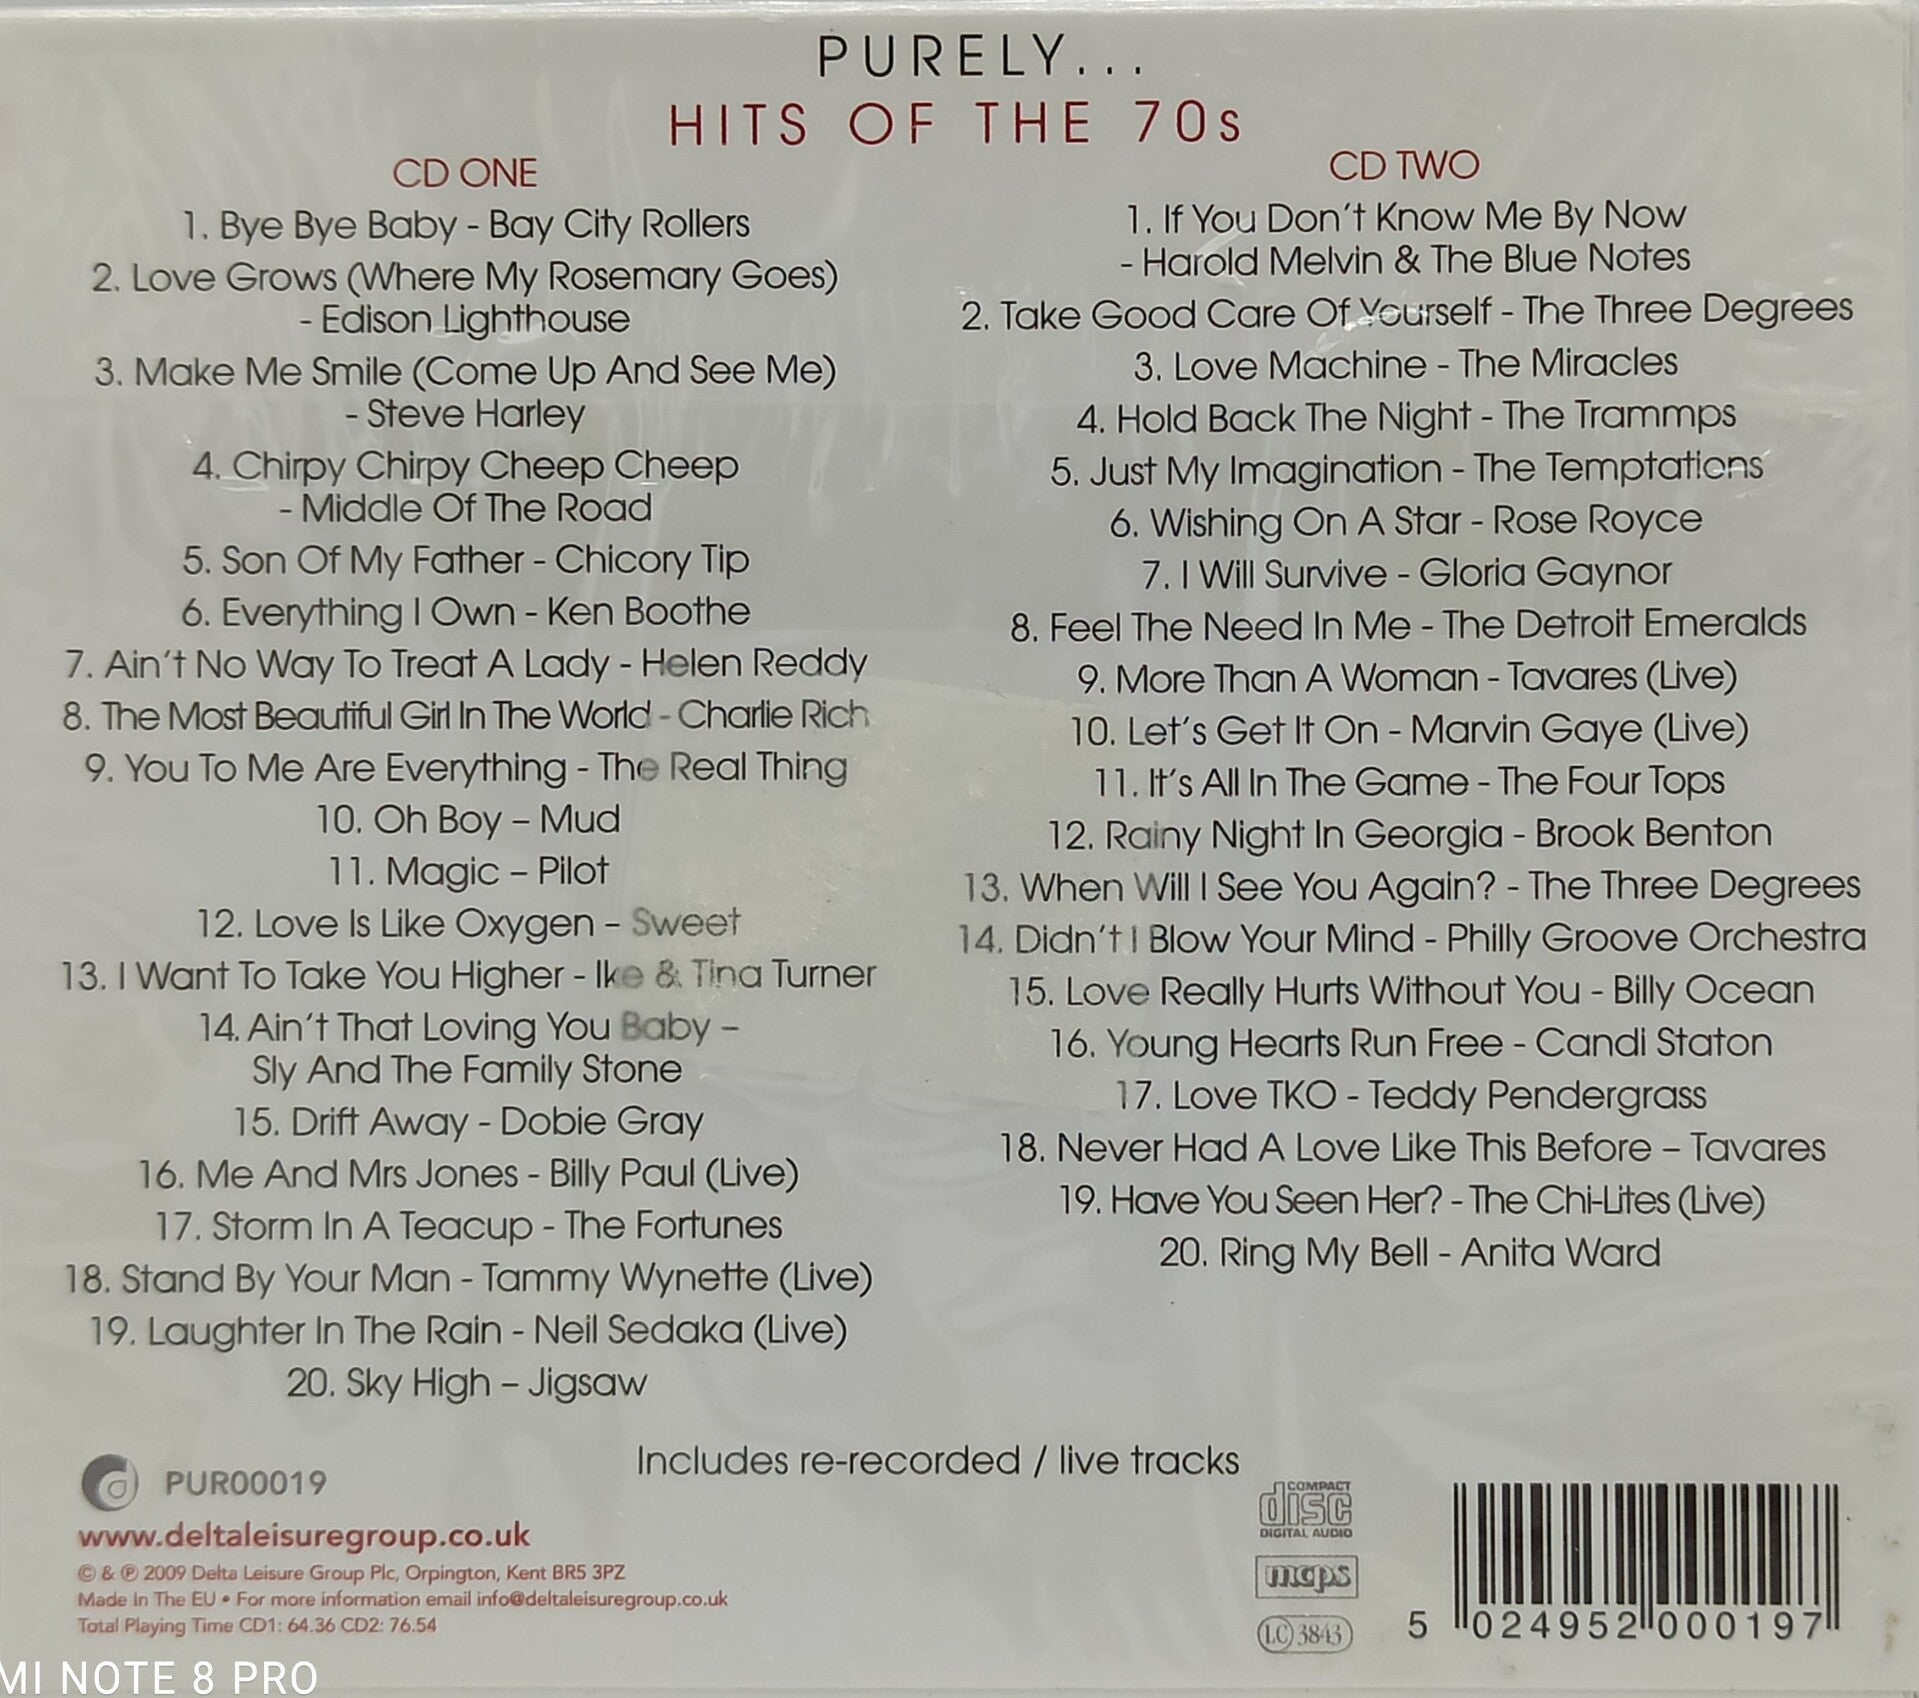 PURELY...
HITS OF THE 70s
CD ONE
1. Bye Bye Baby - Bay City Rollers
2. Love Grows (Where My Rosemary Goes)
- Edison Lighthouse
3. Make Me Smile (Come Up And See Me)
- Steve Harley
4. Chirpy Chirpy Cheep Cheep
- Middle Of The Road
5. Son Of My Father - Chicory Tip
6. Everything I Own - Ken Boothe
7. Ain't No Way To Treat A Lady - Helen Reddy
8. The Most Beautiful Girl In The World - Charlie Rich
9. You To Me Are Everything - The Real Thing
10. Oh Boy – Mud
11. Magic – Pilot
12. Love Is Like Oxygen – Sweet
13. I Want To Take You Higher - Ike & Tina Turner
14. Ain't That Loving You Baby –
Sly And The Family Stone
15. Drift Away - Dobie Gray
16. Me And Mrs Jones - Billy Paul (Live)
17. Storm In A Teacup - The Fortunes
18. Stand By Your Man - Tammy Wynette (Live)
19. Laughter In The Rain - Neil Sedaka (Live)
20. Sky High – Jigsaw
CD TWO
1. If You Don't Know Me By Now
- Harold Melvin & The Blue Notes
2. Take Good Care Of Yourself - The Three Degrees
3. Love Machine - The Miracles
4. Hold Back The Night - The Trammps
5. Just My Imagination - The Temptations
6. Wishing On A Star - Rose Royce
7. I Will Survive - Gloria Gaynor
8. Feel The Need In Me - The Detroit Emeralds
9. More Than A Woman - Tavares (Live)
10. Let's Get It On - Marvin Gaye (Live)
11. It's All In The Game - The Four Tops
12. Rainy Night In Georgia - Brook Benton
13. When Will I See You Again? - The Three Degrees
14. Didn't I Blow Your Mind - Philly Groove Orchestra
15. Love Really Hurts Without You - Billy Ocean
16. Young Hearts Run Free - Candi Staton
17. Love TKO - Teddy Pendergrass
18. Never Had A Love Like This Before – Tavares
19. Have You Seen Her? - The Chi-Lites (Live)
20. Ring My Bell - Anita Ward
Includes re-recorded / live tracks
d PUR00019
www.deltaleisuregroup.co.uk
© & ℗ 2009 Delta Leisure Group Plc, Orpington, Kent BR5 3PZ
Made In The EU • For more information email info@deltaleisuregroup.co.uk
Total Playing Time CD1: 64.36 CD2: 76.54
COMPACT
disc
DIGITAL AUDIO
mcps
LC 3843
5 024952 000197
MI NOTE 8 PRO